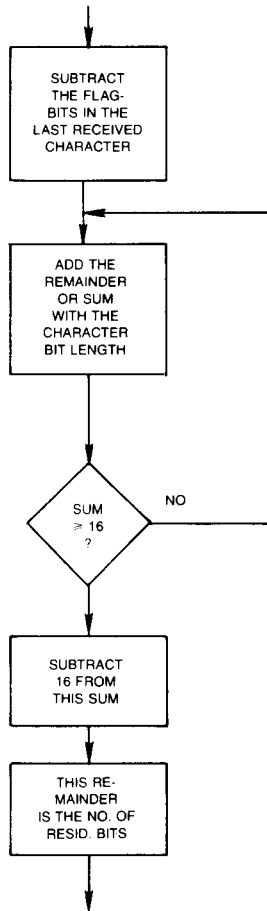 SUBTRACT
THE FLAG-
BITS IN THE
LAST RECEIVED
CHARACTER
ADD THE
REMAINDER
OR SUM
WITH THE
CHARACTER
BIT LENGTH
SUM
⩾ 16
?
NO
SUBTRACT
16 FROM
THIS SUM
THIS RE-
MAINDER
IS THE NO. OF
RESID. BITS